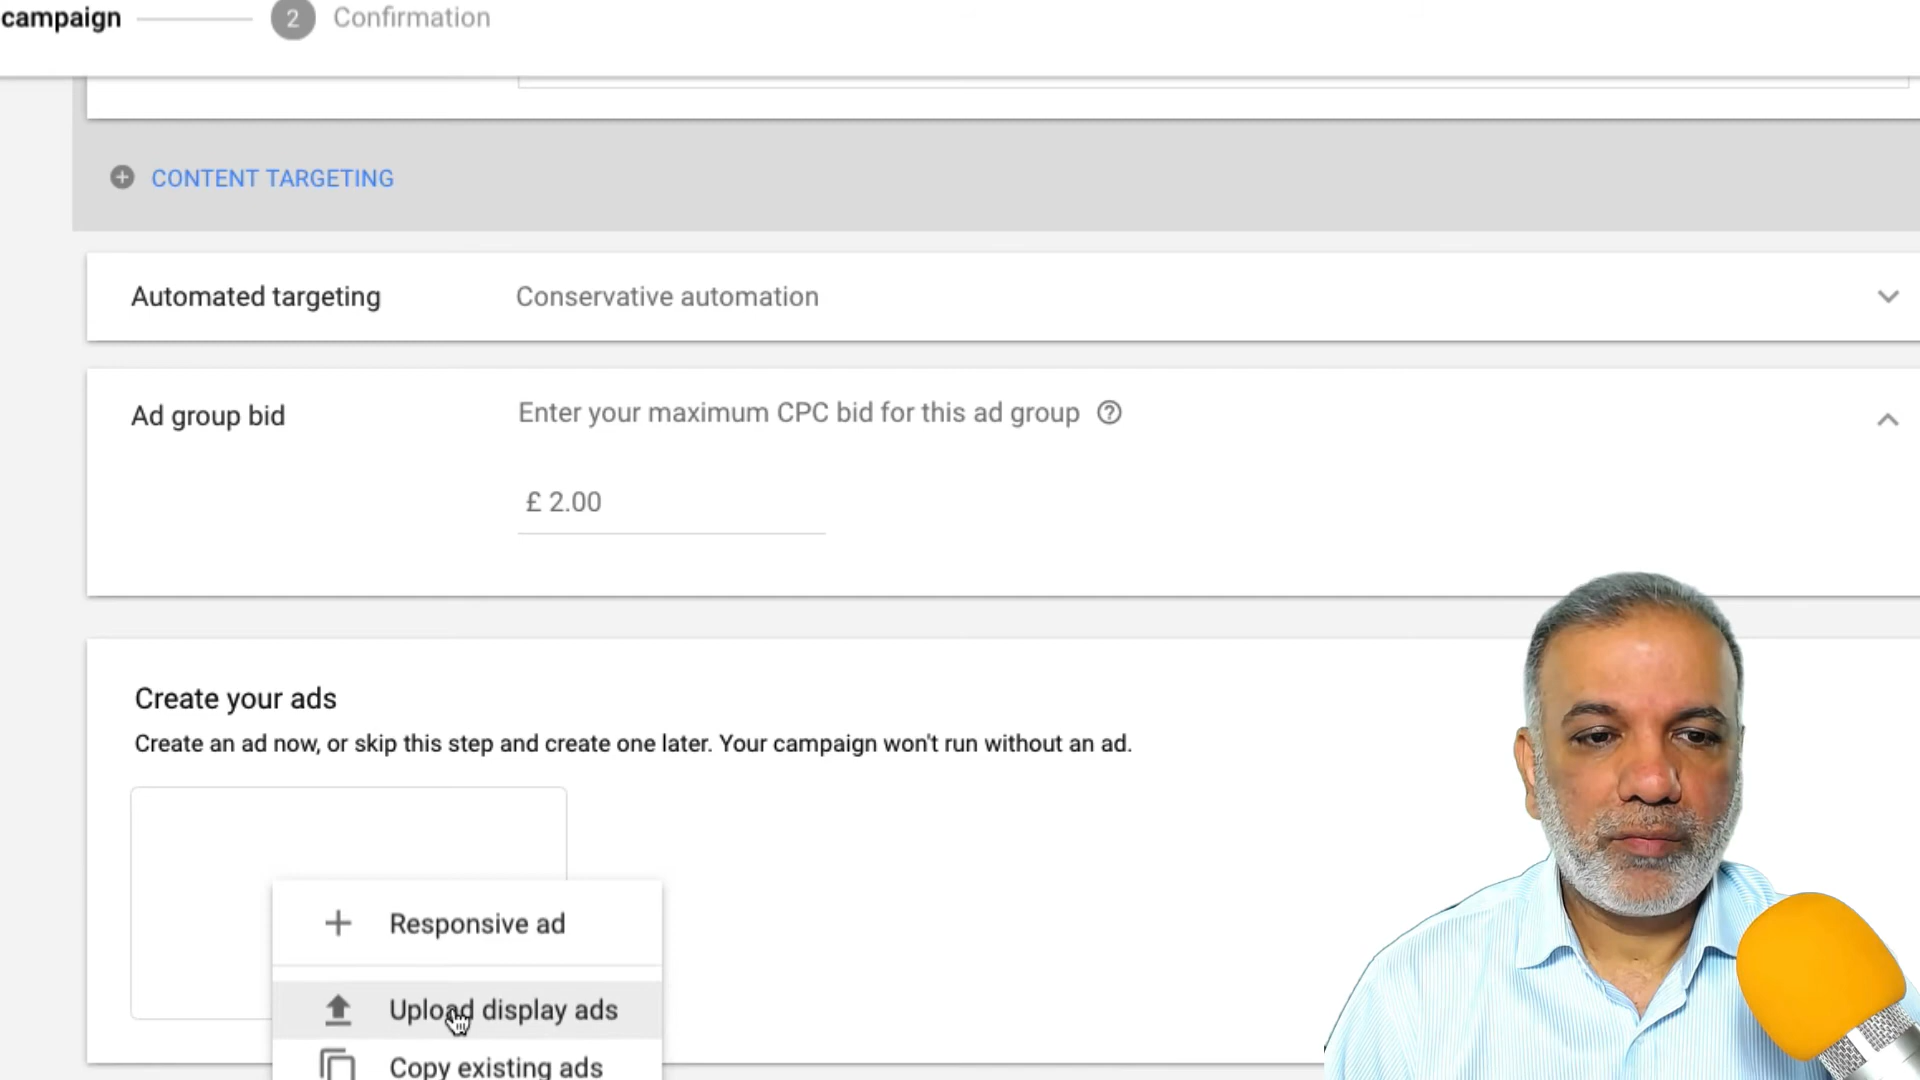 campaign
2
Confirmation
CONTENT TARGETING
Automated targeting
Conservative automation
Ad group bid
Enter your maximum CPC bid for this ad group
£ 2.00
Create your ads
Create an ad now, or skip this step and create one later. Your campaign won't run without an ad.
Responsive ad
Upload display ads
Copy existing ads